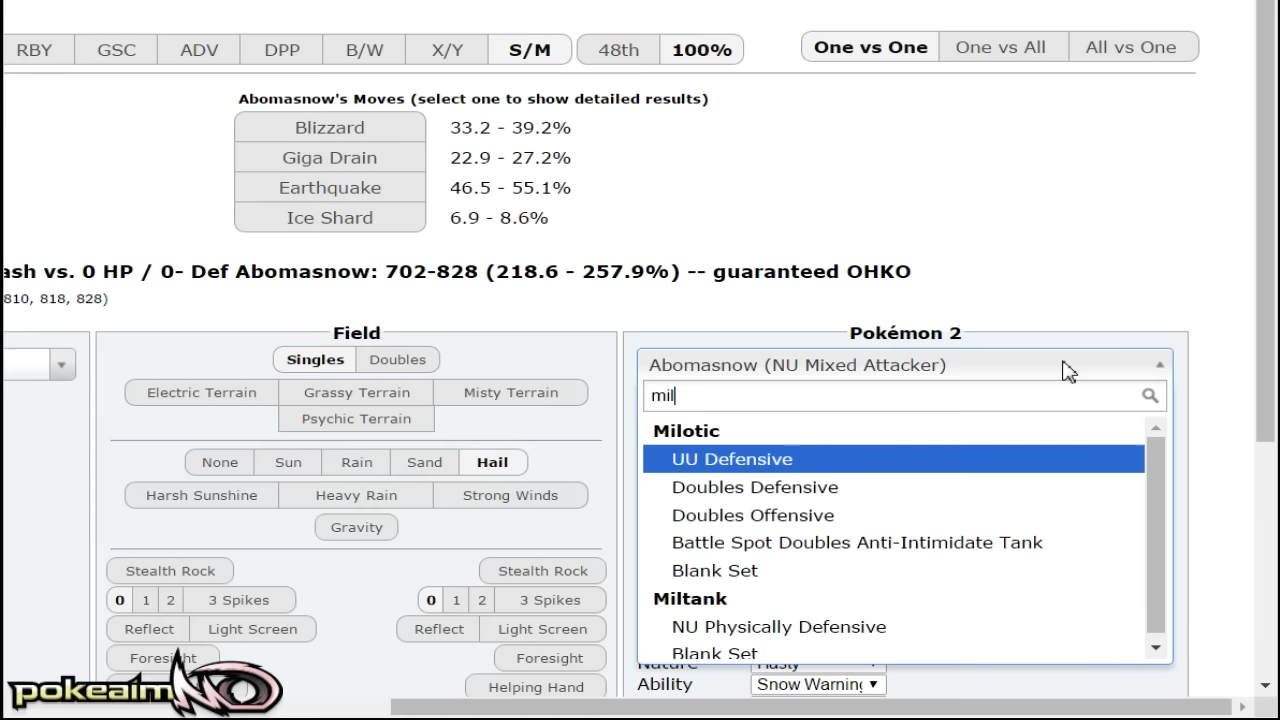 RBY GSC ADV DPP B/W X/Y S/M 48th 100% One vs One One vs All All vs One
Abomasnow's Moves (select one to show detailed results)
Blizzard 33.2 - 39.2%
Giga Drain 22.9 - 27.2%
Earthquake 46.5 - 55.1%
Ice Shard 6.9 - 8.6%
ash vs. 0 HP / 0- Def Abomasnow: 702-828 (218.6 - 257.9%) -- guaranteed OHKO
810, 818, 828)
Field
Singles Doubles
Electric Terrain Grassy Terrain Misty Terrain
Psychic Terrain
None Sun Rain Sand Hail
Harsh Sunshine Heavy Rain Strong Winds
Gravity
Stealth Rock Stealth Rock
0 1 2 3 Spikes 0 1 2 3 Spikes
Reflect Light Screen Reflect Light Screen
Foresight Foresight
Helping Hand
Pokémon 2
Abomasnow (NU Mixed Attacker)
mil
Milotic
UU Defensive
Doubles Defensive
Doubles Offensive
Battle Spot Doubles Anti-Intimidate Tank
Blank Set
Miltank
NU Physically Defensive
Blank Set
Nature Hasty
Ability Snow Warning
pokeaimMD